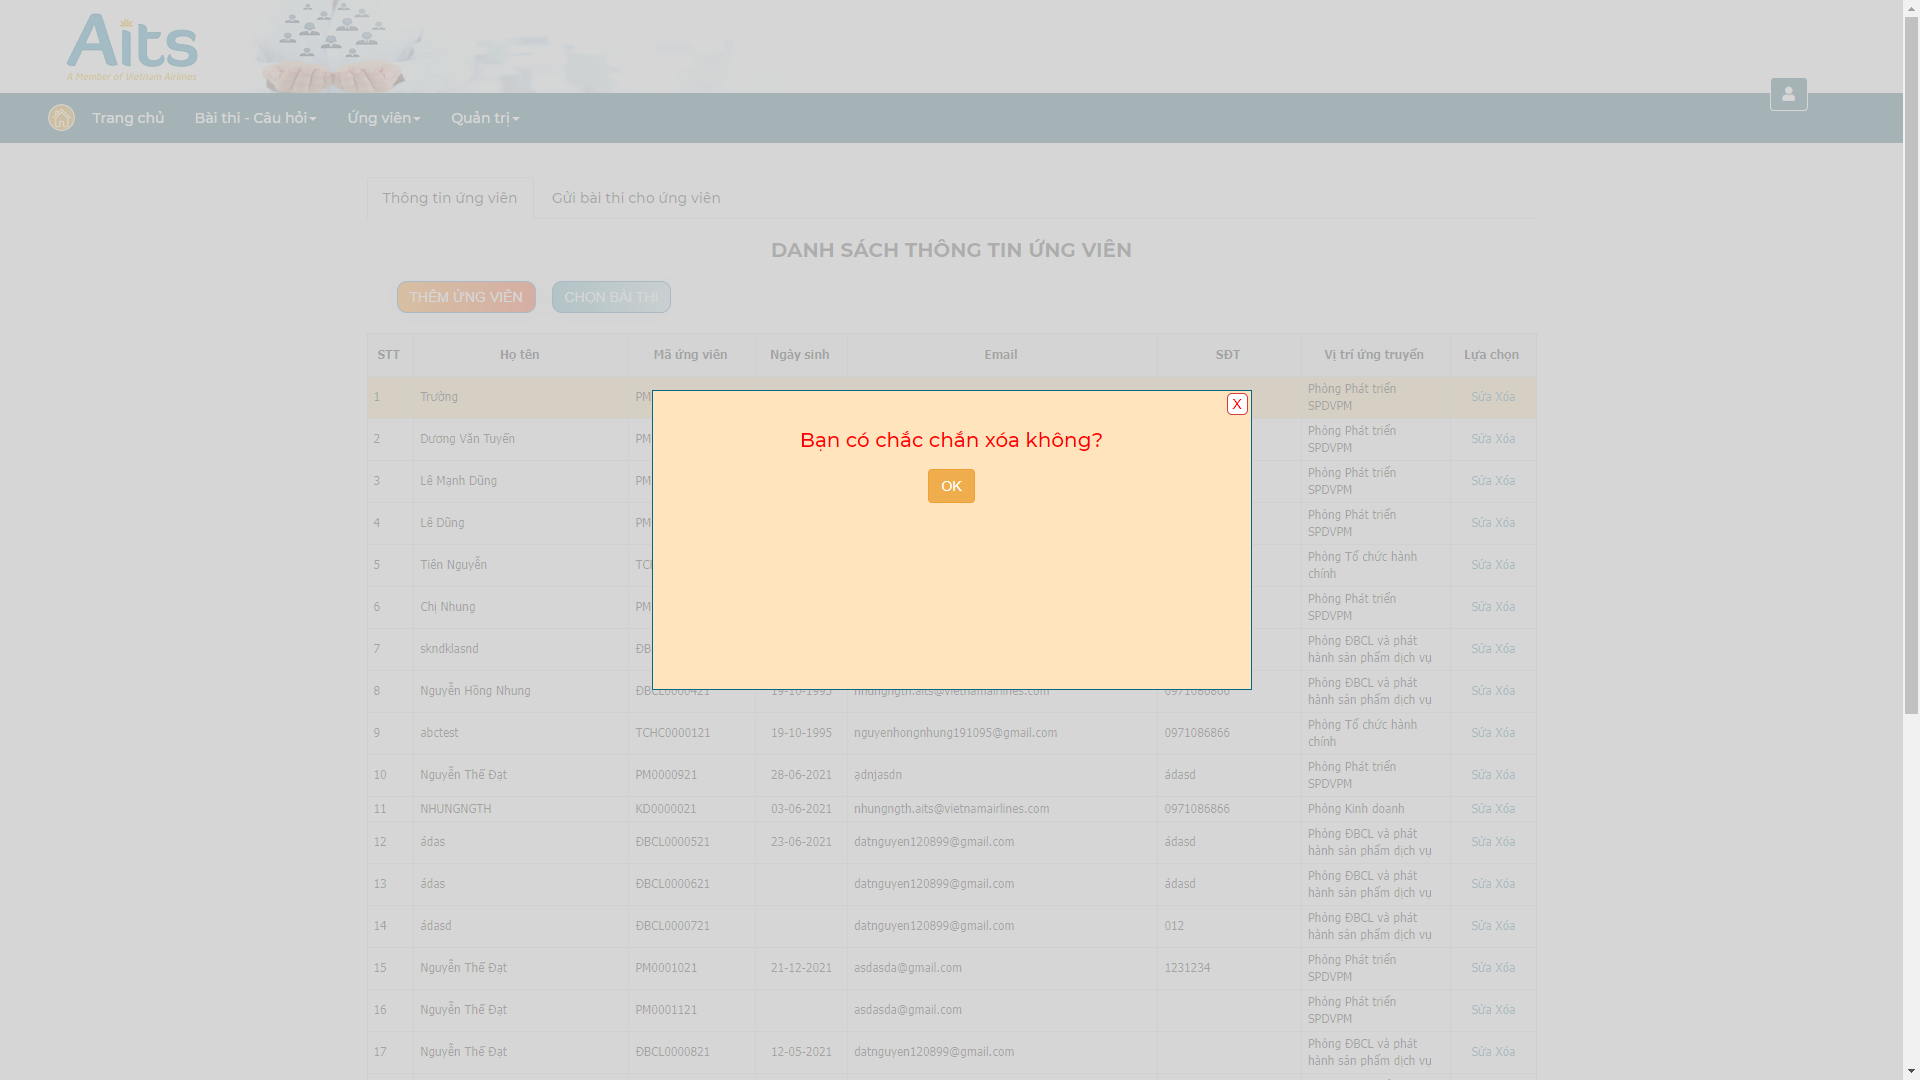 Aits
A Member of Vietnam Airlines
Trang chủ Bài thi - Câu hỏi Ứng viên Quản trị
Thông tin ứng viên Gửi bài thi cho ứng viên
DANH SÁCH THÔNG TIN ỨNG VIÊN
THÊM ỨNG VIÊN CHỌN BÀI THI
STT Họ tên Mã ứng viên Ngày sinh Email SĐT Vị trí ứng truyển Lựa chọn
X
Bạn có chắc chắn xóa không?
OK
1 Trường PM Phòng Phát triển SPDVPM Sửa Xóa
2 Dương Văn Tuyến PM Phòng Phát triển SPDVPM Sửa Xóa
3 Lê Mạnh Dũng PM Phòng Phát triển SPDVPM Sửa Xóa
4 Lê Dũng PM Phòng Phát triển SPDVPM Sửa Xóa
5 Tiên Nguyễn Phòng Tổ chức hành chính Sửa Xóa
6 Chị Nhung PM Phòng Phát triển SPDVPM Sửa Xóa
7 skndklasnd ĐB Phòng ĐBCL và phát hành sản phẩm dịch vụ Sửa Xóa
8 Nguyễn Hồng Nhung ĐBCL0000421 19-10-1995 nhungngth.aits@vietnamairlines.com 0971086866 Phòng ĐBCL và phát hành sản phẩm dịch vụ Sửa Xóa
9 abctest TCHC0000121 19-10-1995 nguyenhongnhung191095@gmail.com 0971086866 Phòng Tổ chức hành chính Sửa Xóa
10 Nguyễn Thế Đạt PM0000921 28-06-2021 ạdnjasdn ádasd Phòng Phát triển SPDVPM Sửa Xóa
11 NHUNGNGTH KD0000021 03-06-2021 nhungngth.aits@vietnamairlines.com 0971086866 Phòng Kinh doanh Sửa Xóa
12 ádas ĐBCL0000521 23-06-2021 datnguyen120899@gmail.com ádasd Phòng ĐBCL và phát hành sản phẩm dịch vụ Sửa Xóa
13 ádas ĐBCL0000621 datnguyen120899@gmail.com ádasd Phòng ĐBCL và phát hành sản phẩm dịch vụ Sửa Xóa
14 ádasd ĐBCL0000721 datnguyen120899@gmail.com 012 Phòng ĐBCL và phát hành sản phẩm dịch vụ Sửa Xóa
15 Nguyễn Thế Đạt PM0001021 21-12-2021 asdasda@gmail.com 1231234 Phòng Phát triển SPDVPM Sửa Xóa
16 Nguyễn Thế Đạt PM0001121 asdasda@gmail.com Phòng Phát triển SPDVPM Sửa Xóa
17 Nguyễn Thế Đạt ĐBCL0000821 12-05-2021 datnguyen120899@gmail.com Phòng ĐBCL và phát hành sản phẩm dịch vụ Sửa Xóa